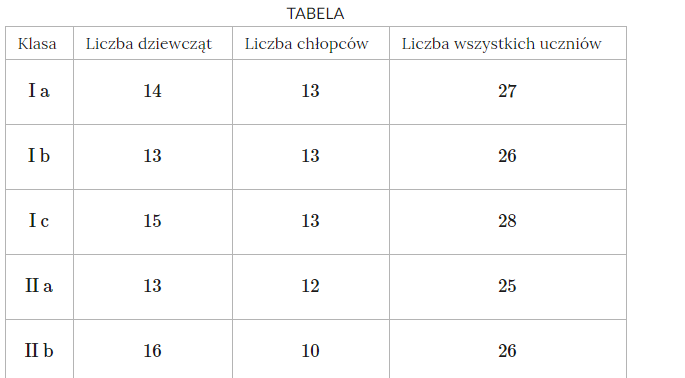 TABELA
Klasa Liczba dziewcząt Liczba chłopców Liczba wszystkich uczniów
I a 14 13 27
I b 13 13 26
I c 15 13 28
II a 13 12 25
II b 16 10 26